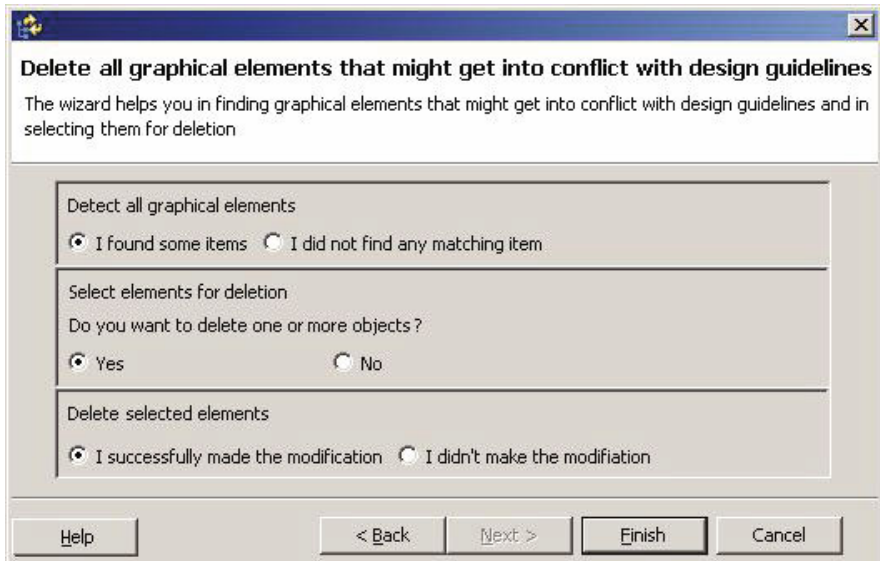 Delete all graphical elements that might get into conflict with design guidelines
The wizard helps you in finding graphical elements that might get into conflict with design guidelines and in
selecting them for deletion
Detect all graphical elements
I found some items I did not find any matching item
Select elements for deletion
Do you want to delete one or more objects?
Yes No
Delete selected elements
I successfully made the modification I didn't make the modifiation
Help < Back Next > Finish Cancel